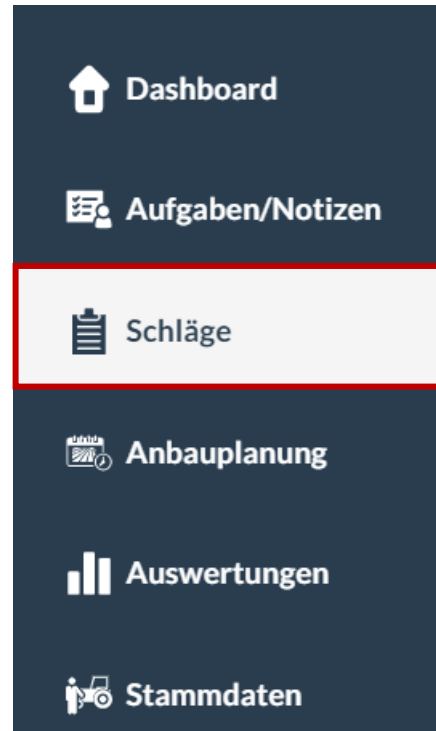 Dashboard
Aufgaben/Notizen
Schläge
Anbauplanung
Auswertungen
Stammdaten